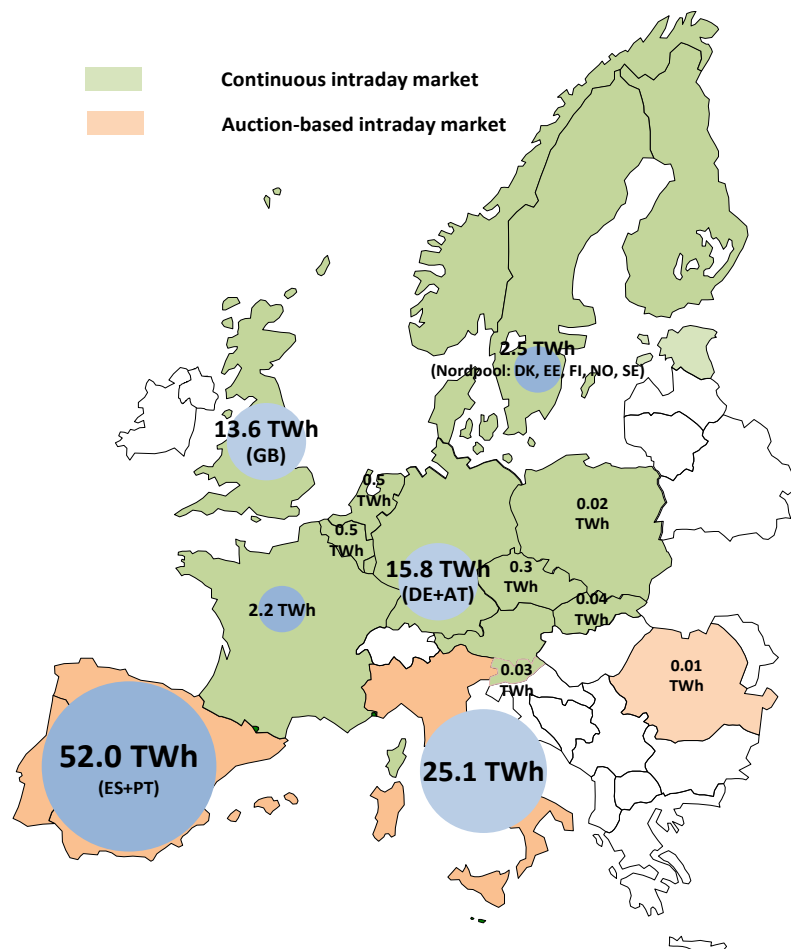 Continuous intraday market
Auction-based intraday market
2.5 TWh
(Nordpool: DK, EE, FI, NO, SE)
13.6 TWh
(GB)
0.5
TWh
0.02
TWh
0.5
TWh
15.8 TWh
(DE+AT)
0.3
TWh
2.2 TWh
0.04
TWh
0.03
TWh
0.01
TWh
52.0 TWh
(ES+PT)
25.1 TWh